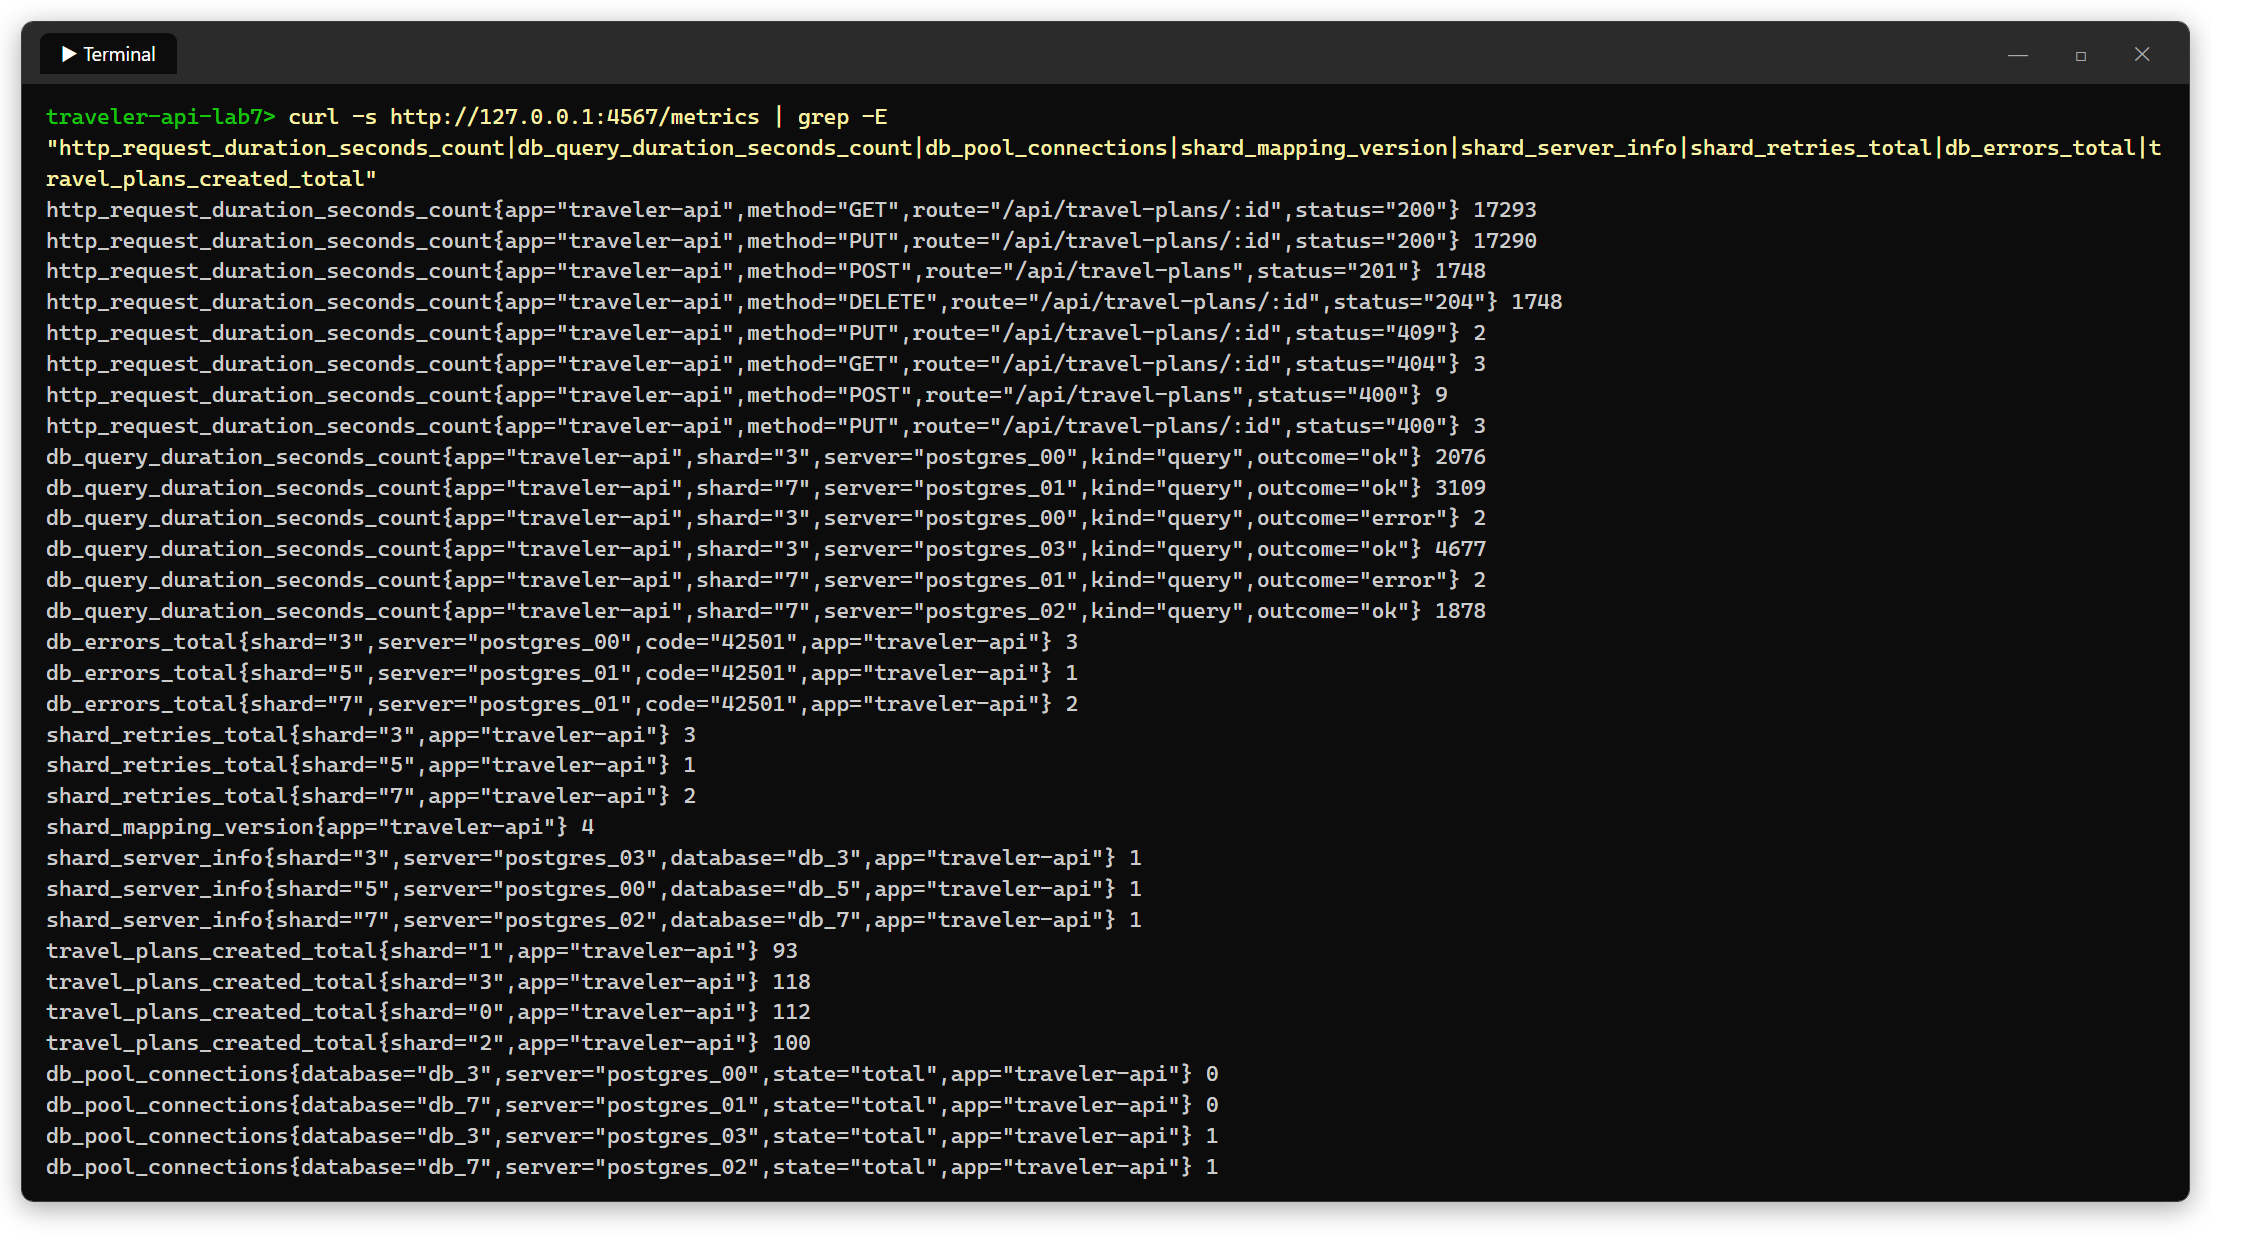 ▶ Terminal
traveler-api-lab7> curl -s http://127.0.0.1:4567/metrics | grep -E
"http_request_duration_seconds_count|db_query_duration_seconds_count|db_pool_connections|shard_mapping_version|shard_server_info|shard_retries_total|db_errors_total|t
ravel_plans_created_total"
http_request_duration_seconds_count{app="traveler-api",method="GET",route="/api/travel-plans/:id",status="200"} 17293
http_request_duration_seconds_count{app="traveler-api",method="PUT",route="/api/travel-plans/:id",status="200"} 17290
http_request_duration_seconds_count{app="traveler-api",method="POST",route="/api/travel-plans",status="201"} 1748
http_request_duration_seconds_count{app="traveler-api",method="DELETE",route="/api/travel-plans/:id",status="204"} 1748
http_request_duration_seconds_count{app="traveler-api",method="PUT",route="/api/travel-plans/:id",status="409"} 2
http_request_duration_seconds_count{app="traveler-api",method="GET",route="/api/travel-plans/:id",status="404"} 3
http_request_duration_seconds_count{app="traveler-api",method="POST",route="/api/travel-plans",status="400"} 9
http_request_duration_seconds_count{app="traveler-api",method="PUT",route="/api/travel-plans/:id",status="400"} 3
db_query_duration_seconds_count{app="traveler-api",shard="3",server="postgres_00",kind="query",outcome="ok"} 2076
db_query_duration_seconds_count{app="traveler-api",shard="7",server="postgres_01",kind="query",outcome="ok"} 3109
db_query_duration_seconds_count{app="traveler-api",shard="3",server="postgres_00",kind="query",outcome="error"} 2
db_query_duration_seconds_count{app="traveler-api",shard="3",server="postgres_03",kind="query",outcome="ok"} 4677
db_query_duration_seconds_count{app="traveler-api",shard="7",server="postgres_01",kind="query",outcome="error"} 2
db_query_duration_seconds_count{app="traveler-api",shard="7",server="postgres_02",kind="query",outcome="ok"} 1878
db_errors_total{shard="3",server="postgres_00",code="42501",app="traveler-api"} 3
db_errors_total{shard="5",server="postgres_01",code="42501",app="traveler-api"} 1
db_errors_total{shard="7",server="postgres_01",code="42501",app="traveler-api"} 2
shard_retries_total{shard="3",app="traveler-api"} 3
shard_retries_total{shard="5",app="traveler-api"} 1
shard_retries_total{shard="7",app="traveler-api"} 2
shard_mapping_version{app="traveler-api"} 4
shard_server_info{shard="3",server="postgres_03",database="db_3",app="traveler-api"} 1
shard_server_info{shard="5",server="postgres_00",database="db_5",app="traveler-api"} 1
shard_server_info{shard="7",server="postgres_02",database="db_7",app="traveler-api"} 1
travel_plans_created_total{shard="1",app="traveler-api"} 93
travel_plans_created_total{shard="3",app="traveler-api"} 118
travel_plans_created_total{shard="0",app="traveler-api"} 112
travel_plans_created_total{shard="2",app="traveler-api"} 100
db_pool_connections{database="db_3",server="postgres_00",state="total",app="traveler-api"} 0
db_pool_connections{database="db_7",server="postgres_01",state="total",app="traveler-api"} 0
db_pool_connections{database="db_3",server="postgres_03",state="total",app="traveler-api"} 1
db_pool_connections{database="db_7",server="postgres_02",state="total",app="traveler-api"} 1